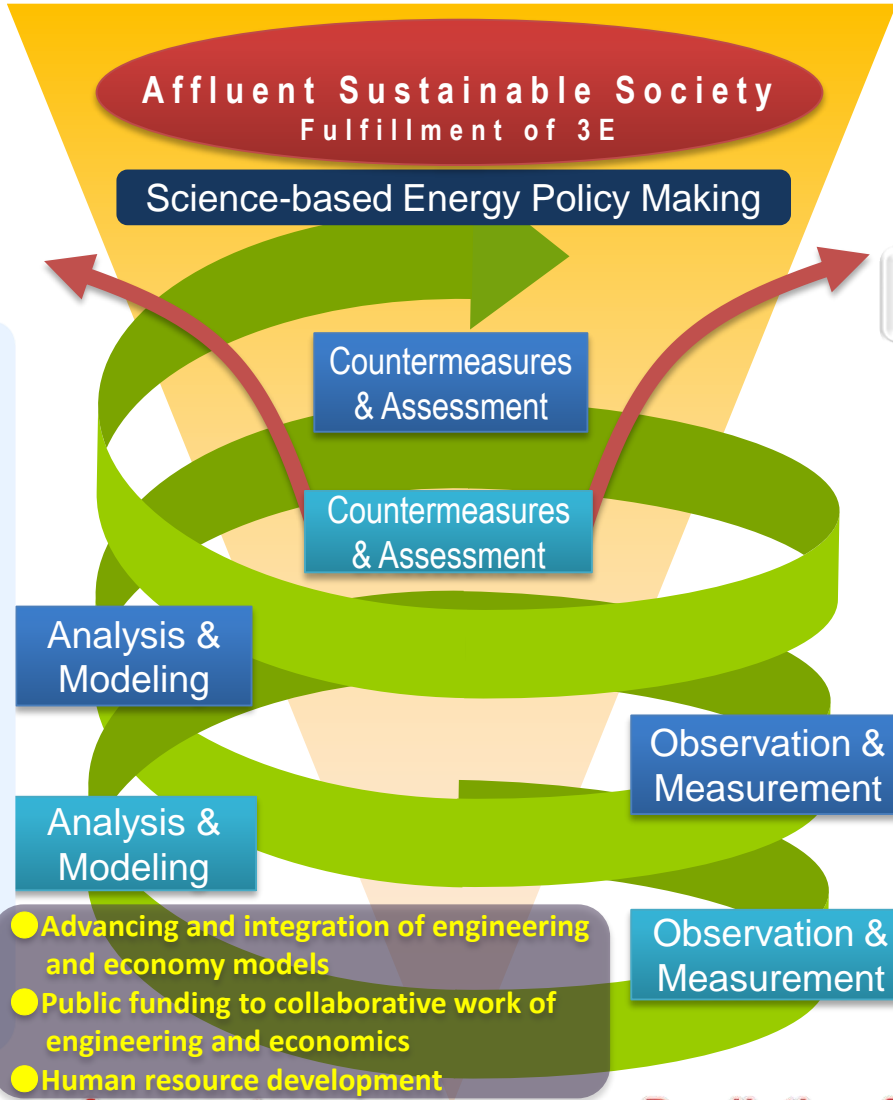 Affluent Sustainable Society
Fulfillment of 3E
Science-based Energy Policy Making
Countermeasures
& Assessment
Countermeasures
& Assessment
Analysis &
Modeling
Observation &
Measurement
Analysis &
Modeling
Observation &
Measurement
●Advancing and integration of engineering
and economy models
●Public funding to collaborative work of
engineering and economics
●Human resource development